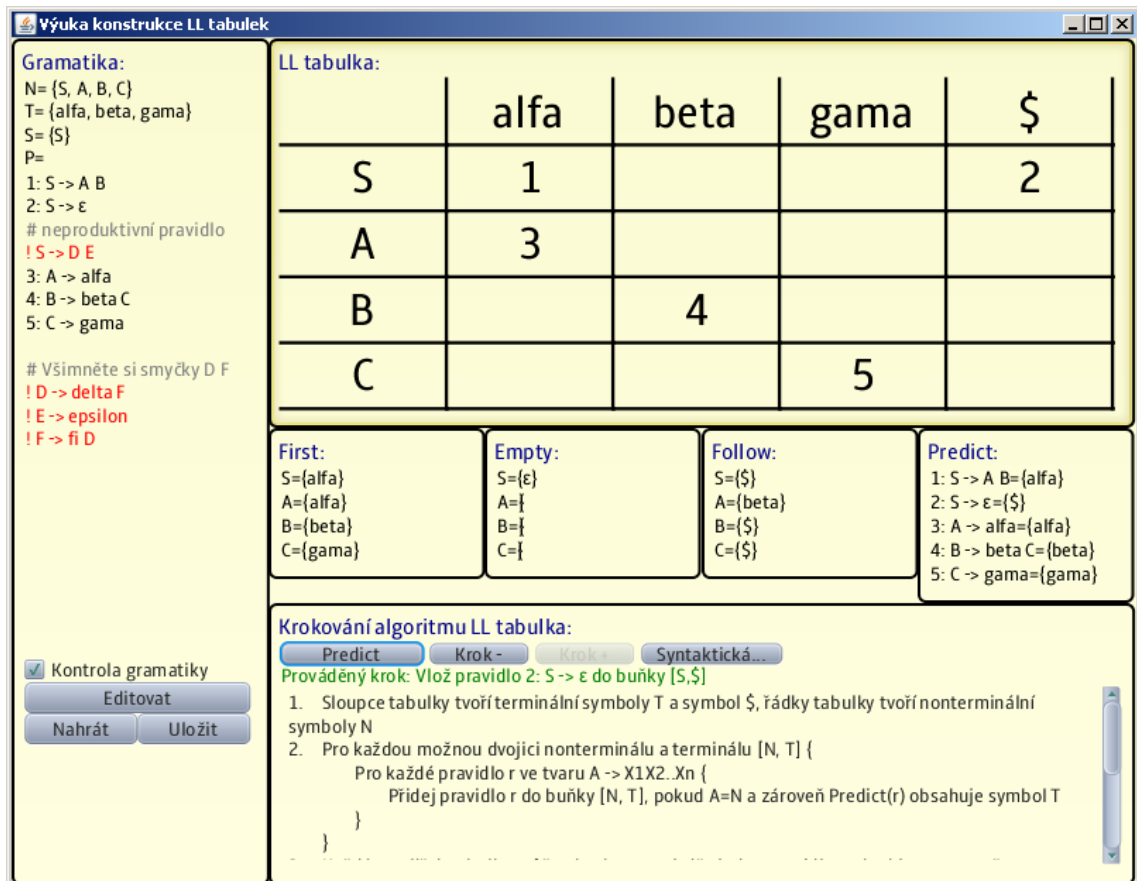 Výuka konstrukce LL tabulek
Gramatika:
N= {S, A, B, C}
T= {alfa, beta, gama}
S= {S}
P=
1: S -> A B
2: S -> ε
# neproduktivní pravidlo
! S -> D E
3: A -> alfa
4: B -> beta C
5: C -> gama
# Všimněte si smyčky D F
! D -> delta F
! E -> epsilon
! F -> fi D
Kontrola gramatiky
Editovat
Nahrát Uložit
LL tabulka:
alfa beta gama $
S 1 2
A 3
B 4
C 5
First:
S={alfa}
A={alfa}
B={beta}
C={gama}
Empty:
S={ε}
A={
B={
C={
Follow:
S={$}
A={beta}
B={$}
C={$}
Predict:
1: S -> A B={alfa}
2: S -> ε={$}
3: A -> alfa={alfa}
4: B -> beta C={beta}
5: C -> gama={gama}
Krokování algoritmu LL tabulka:
Predict Krok - Krok + Syntaktická...
Prováděný krok: Vlož pravidlo 2: S -> ε do buňky [S,$]
1. Sloupce tabulky tvoří terminální symboly T a symbol $, řádky tabulky tvoří nonterminální
symboly N
2. Pro každou možnou dvojici nonterminálu a terminálu [N, T] {
Pro každé pravidlo r ve tvaru A -> X1X2..Xn {
Přidej pravidlo r do buňky [N, T], pokud A=N a zároveň Predict(r) obsahuje symbol T
}
}